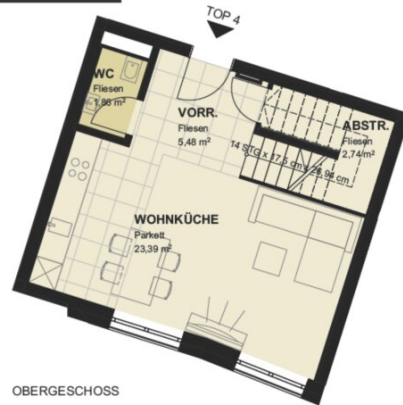 TOP 4
WC
Fliesen
1,86 m²
VORR.
Fliesen
5,48 m²
ABSTR.
Fliesen
2,74 m²
14 STG x 17,5 cm / 26,94 cm
WOHNKÜCHE
Parkett
23,39 m²
OBERGESCHOSS